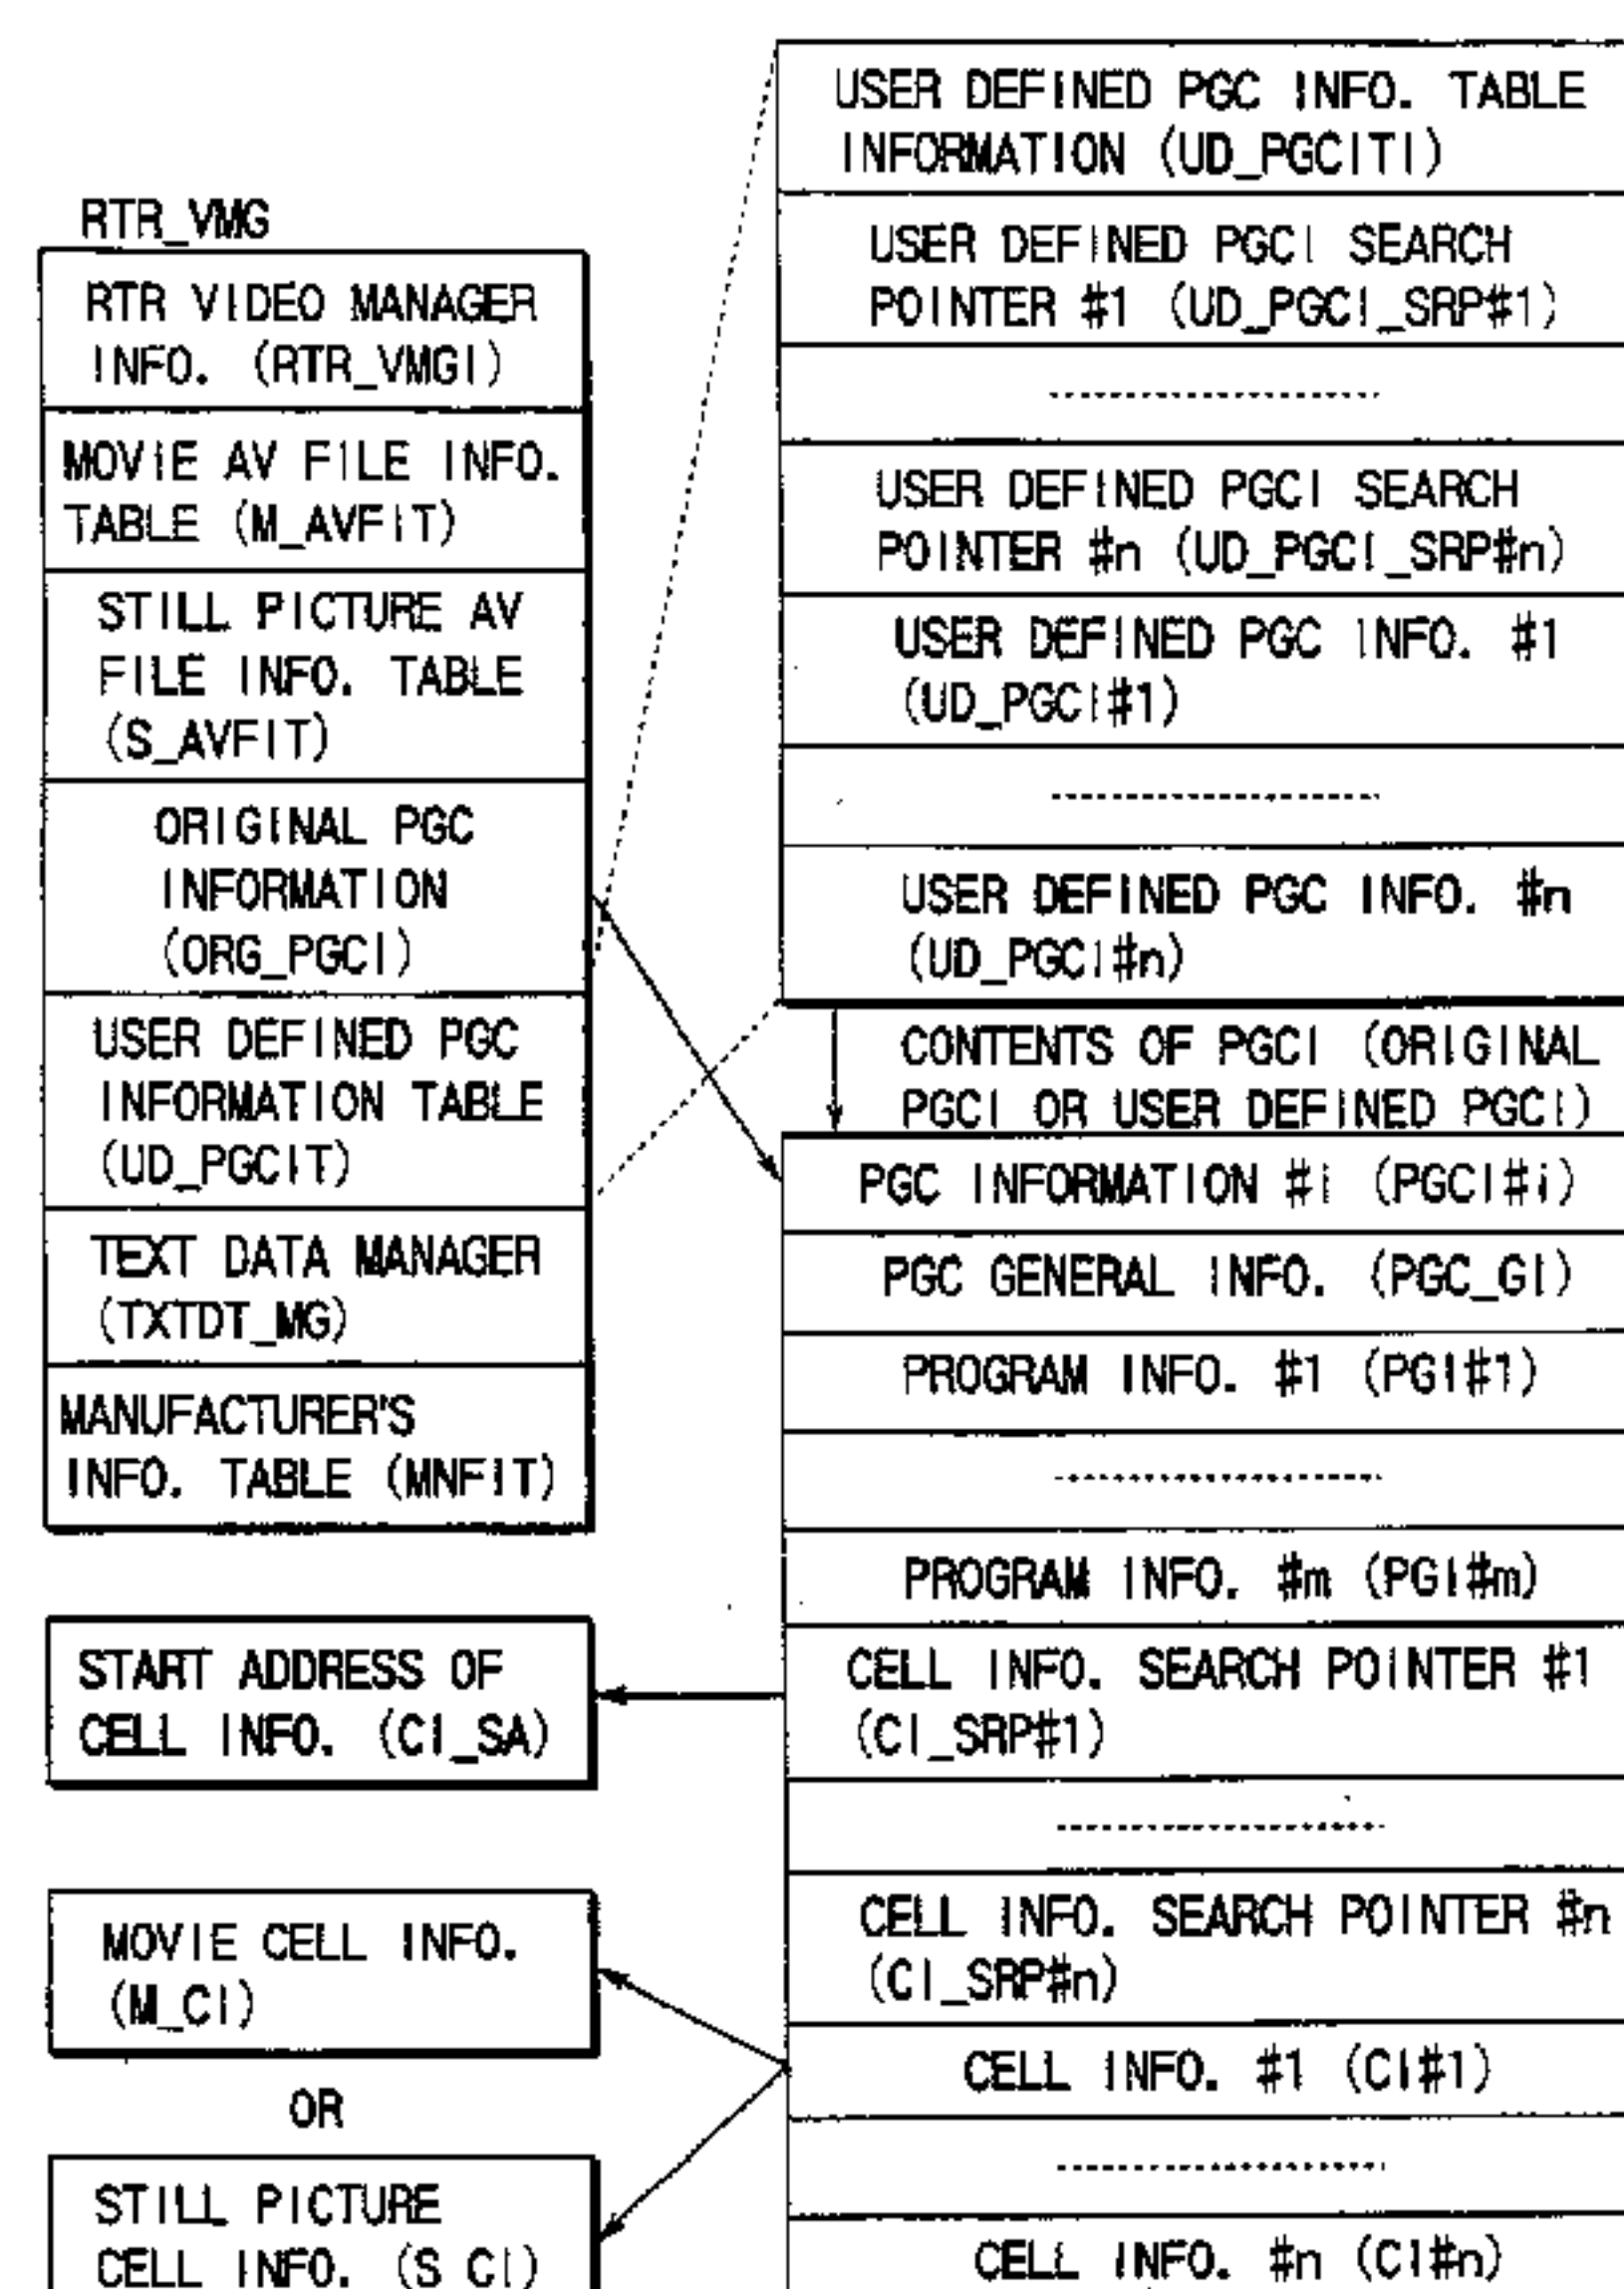 RTR_VMG
RTR VIDEO MANAGER
INFO. (RTR_VMGI)
MOVIE AV FILE INFO.
TABLE (M_AVFIT)
STILL PICTURE AV
FILE INFO. TABLE
(S_AVFIT)
ORIGINAL PGC
INFORMATION
(ORG_PGCI)
USER DEFINED PGC
INFORMATION TABLE
(UD_PGCIT)
TEXT DATA MANAGER
(TXTDT_MG)
MANUFACTURER'S
INFO. TABLE (MNFIT)
START ADDRESS OF
CELL INFO. (CI_SA)
MOVIE CELL INFO.
(M_CI)
OR
STILL PICTURE
CELL INFO. (S_CI)
USER DEFINED PGC INFO. TABLE
INFORMATION (UD_PGCITI)
USER DEFINED PGCI SEARCH
POINTER #1 (UD_PGCI_SRP#1)
USER DEFINED PGCI SEARCH
POINTER #n (UD_PGCI_SRP#n)
USER DEFINED PGC INFO. #1
(UD_PGCI#1)
USER DEFINED PGC INFO. #n
(UD_PGCI#n)
CONTENTS OF PGCI (ORIGINAL
PGCI OR USER DEFINED PGCI)
PGC INFORMATION #i (PGCI#i)
PGC GENERAL INFO. (PGC_GI)
PROGRAM INFO. #1 (PGI#1)
PROGRAM INFO. #m (PGI#m)
CELL INFO. SEARCH POINTER #1
(CI_SRP#1)
CELL INFO. SEARCH POINTER #n
(CI_SRP#n)
CELL INFO. #1 (CI#1)
CELL INFO. #n (CI#n)